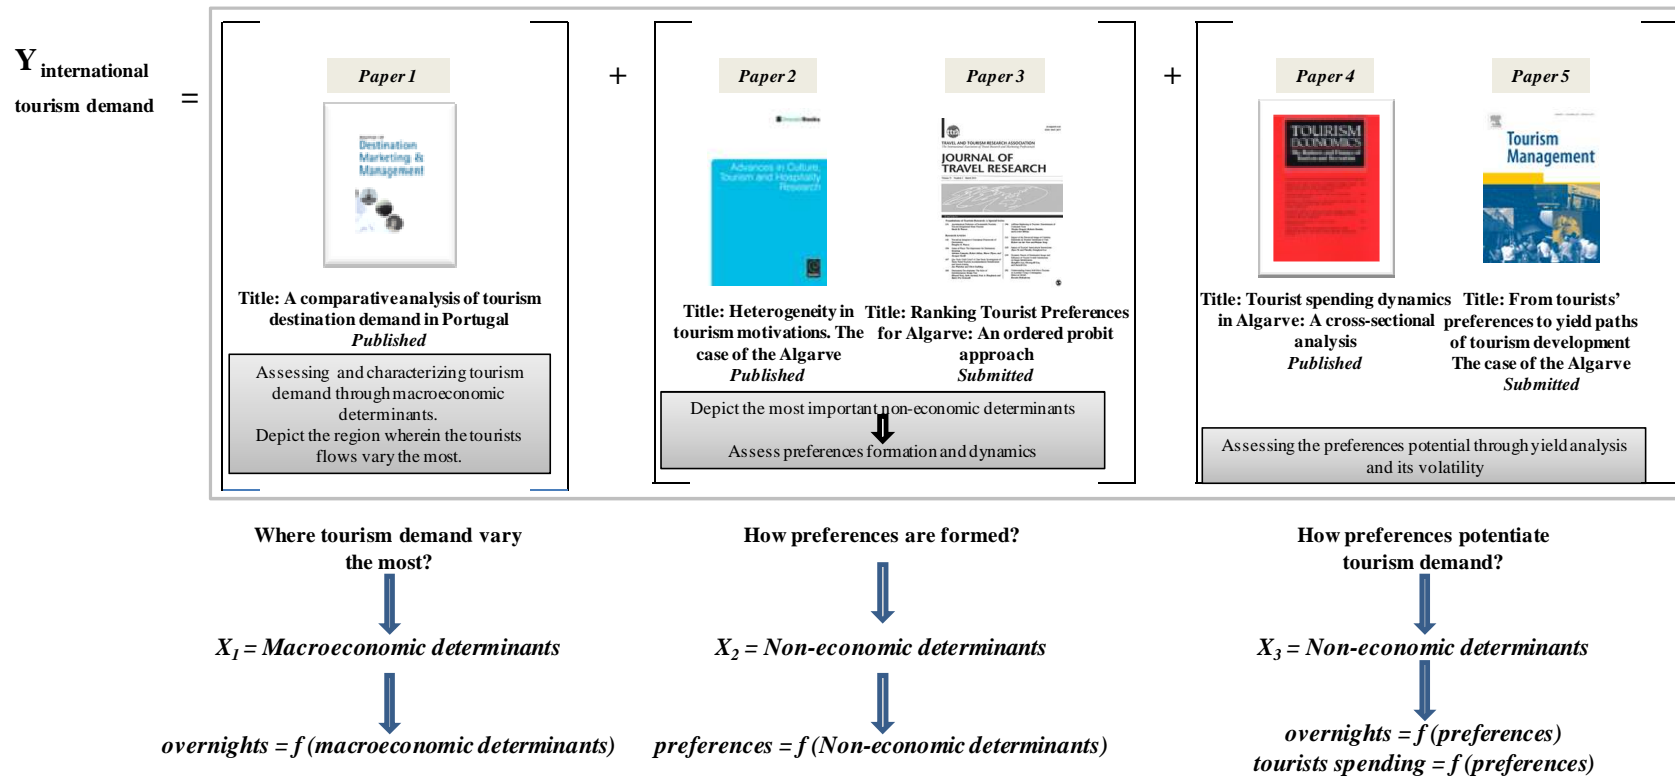 Y international
tourism demand
=
+
+
Paper 1
Paper 2
Paper 3
Paper 4
Paper 5
Destination
Marketing &
Management
Advances in Culture,
Tourism and Hospitality
Research
TRAVEL AND TOURISM RESEARCH ASSOCIATION
JOURNAL OF
TRAVEL RESEARCH
TOURISM
ECONOMICS
Tourism
Management
Title: A comparative analysis of tourism
destination demand in Portugal
Published
Assessing and characterizing tourism
demand through macroeconomic
determinants.
Depict the region wherein the tourists
flows vary the most.
Title: Heterogeneity in
tourism motivations. The
case of the Algarve
Published
Title: Ranking Tourist Preferences
for Algarve: An ordered probit
approach
Submitted
Depict the most important non-economic determinants
Assess preferences formation and dynamics
Title: Tourist spending dynamics
in Algarve: A cross-sectional
analysis
Published
Title: From tourists'
preferences to yield paths
of tourism development
The case of the Algarve
Submitted
Assessing the preferences potential through yield analysis
and its volatility
Where tourism demand vary
the most?
X1 = Macroeconomic determinants
overnights = f (macroeconomic determinants)
How preferences are formed?
X2 = Non-economic determinants
preferences = f (Non-economic determinants)
How preferences potentiate
tourism demand?
X3 = Non-economic determinants
overnights = f (preferences)
tourists spending = f (preferences)